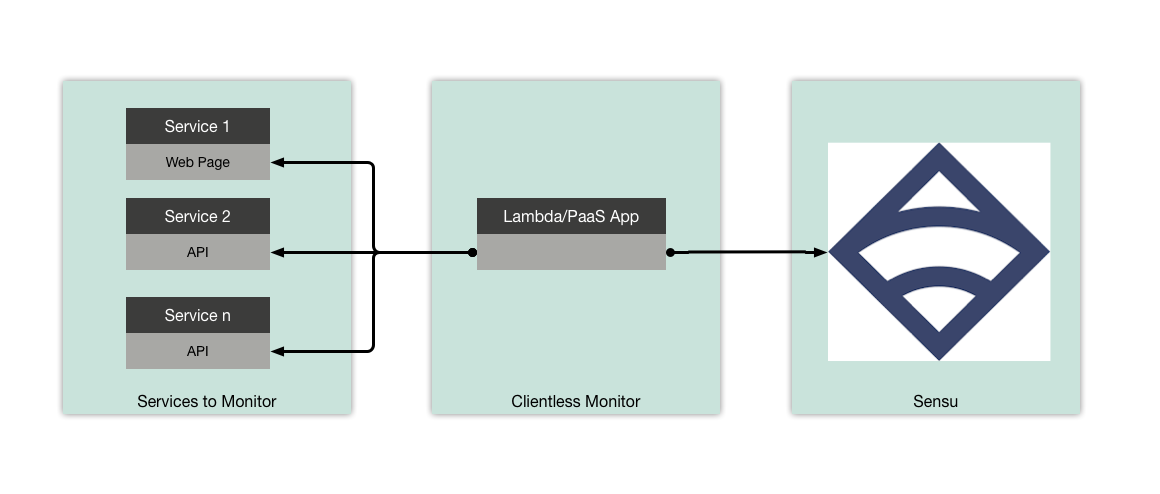 Service 1
Web Page
Service 2
API
Service n
API
Services to Monitor
Lambda/PaaS App
Clientless Monitor
Sensu